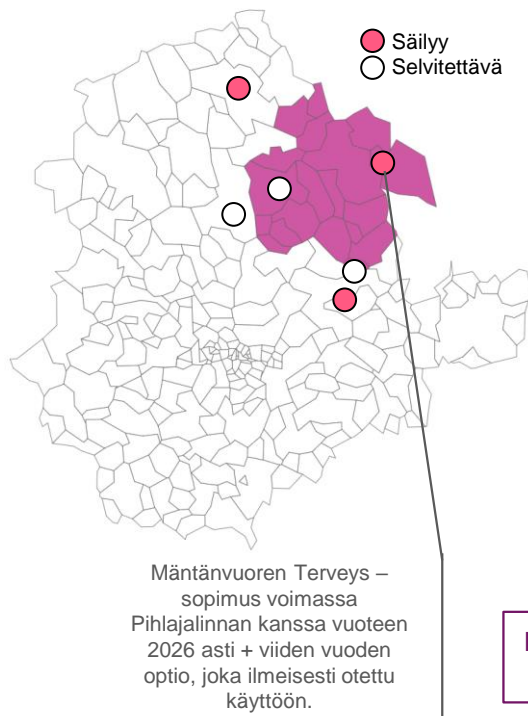 Säilyy
Selvitettävä
Mäntänvuoren Terveys –
sopimus voimassa
Pihlajalinnan kanssa vuoteen
2026 asti + viiden vuoden
optio, joka ilmeisesti otettu
käyttöön.